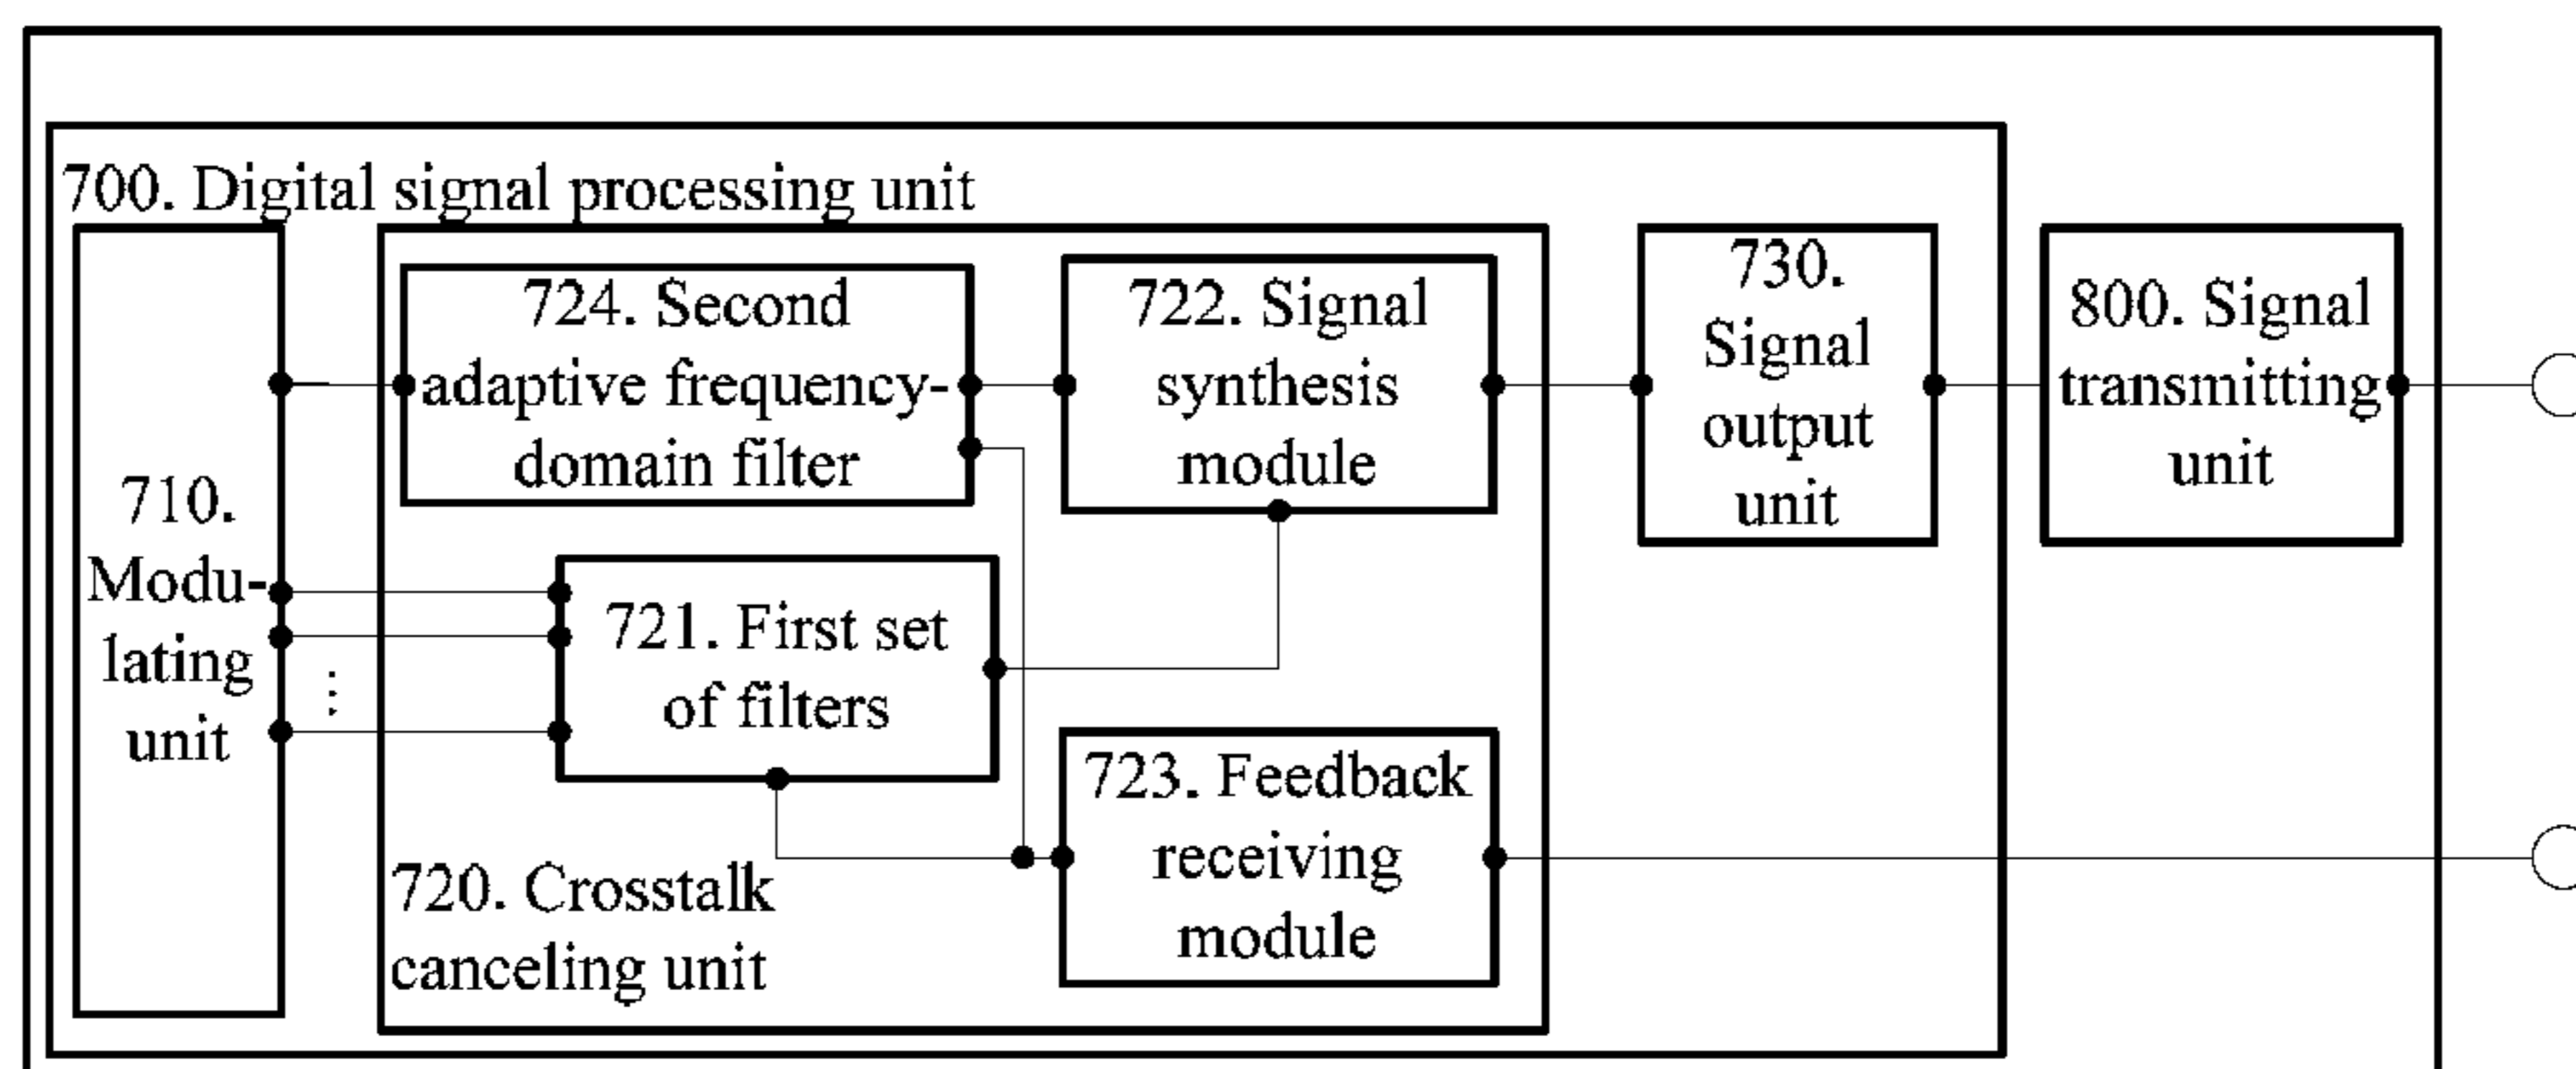 700. Digital signal processing unit
710.
Modu-
lating
unit
724. Second
adaptive frequency-
domain filter
722. Signal
synthesis
module
730.
Signal
output
unit
800. Signal
transmitting
unit
721. First set
of filters
723. Feedback
receiving
module
720. Crosstalk
canceling unit